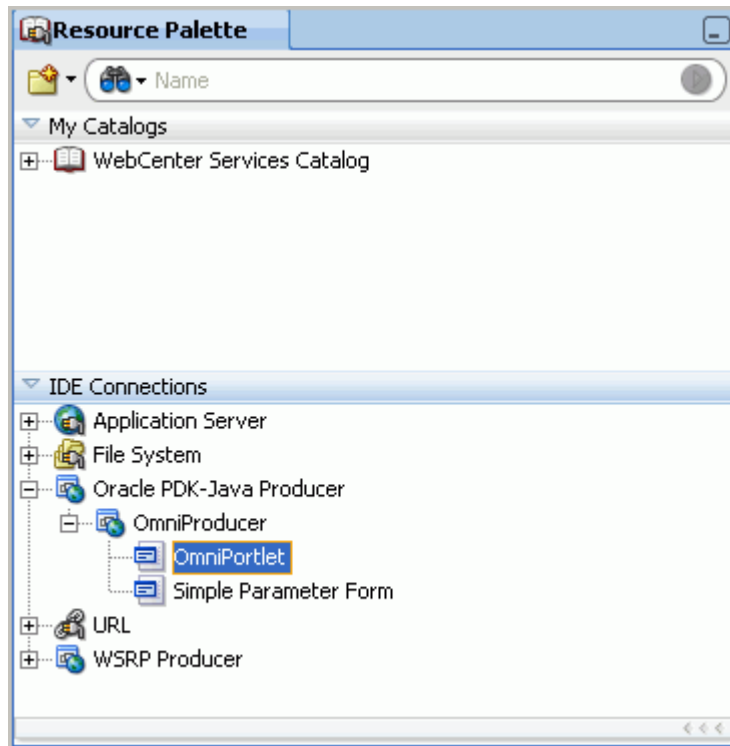 Resource Palette
Name
My Catalogs
WebCenter Services Catalog
IDE Connections
Application Server
File System
Oracle PDK-Java Producer
OmniProducer
OmniPortlet
Simple Parameter Form
URL
WSRP Producer